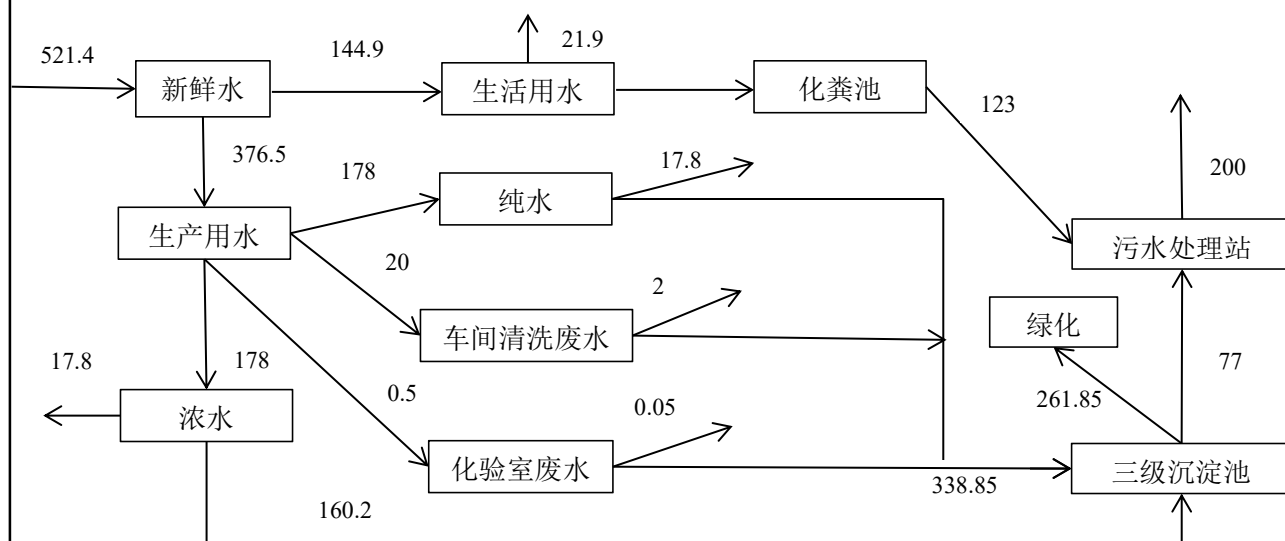 521.4
144.9
21.9
新鲜水
生活用水
化粪池
123
376.5
178
17.8
200
纯水
生产用水
污水处理站
20
2
绿化
车间清洗废水
17.8
178
77
0.5
261.85
浓水
0.05
化验室废水
三级沉淀池
338.85
160.2